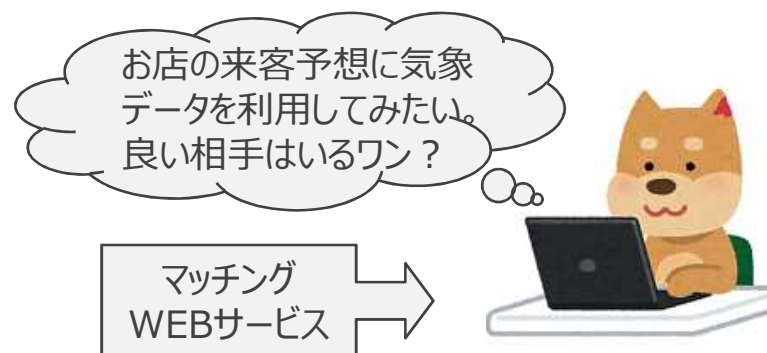 お店の来客予想に気象
データを利用してみたい。
良い相手はいるワン？
マッチング
WEBサービス